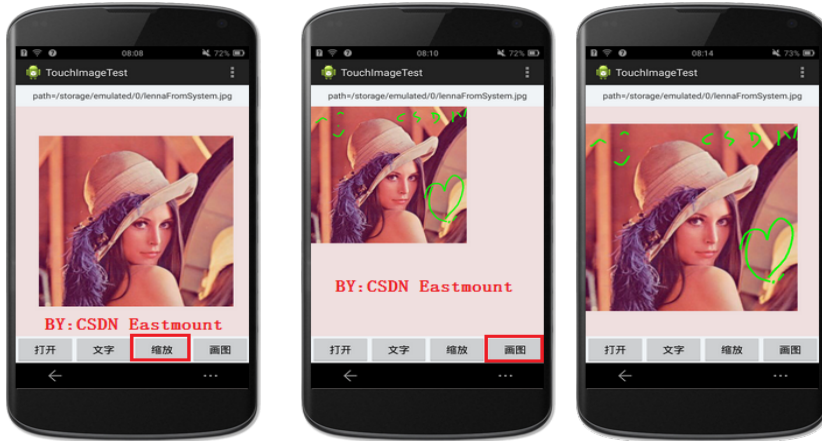 08:08 72%
TouchImageTest
path=/storage/emulated/0/lennaFromSystem.jpg
BY:CSDN Eastmount
打开 文字 缩放 画图
08:10 72%
TouchImageTest
path=/storage/emulated/0/lennaFromSystem.jpg
CSDN
BY:CSDN Eastmount
打开 文字 缩放 画图
08:14 73%
TouchImageTest
path=/storage/emulated/0/lennaFromSystem.jpg
CSDN
打开 文字 缩放 画图